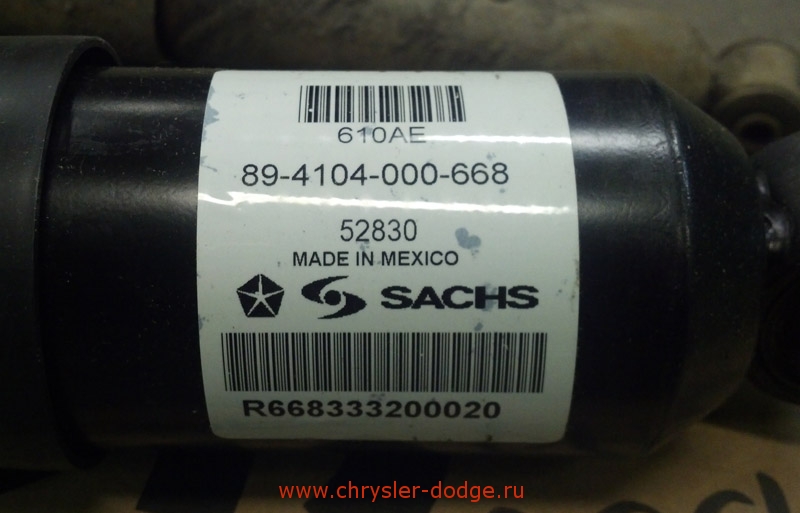 610AE
89-4104-000-668
52830
MADE IN MEXICO
SACHS
R668333200020
www.chrysler-dodge.ru